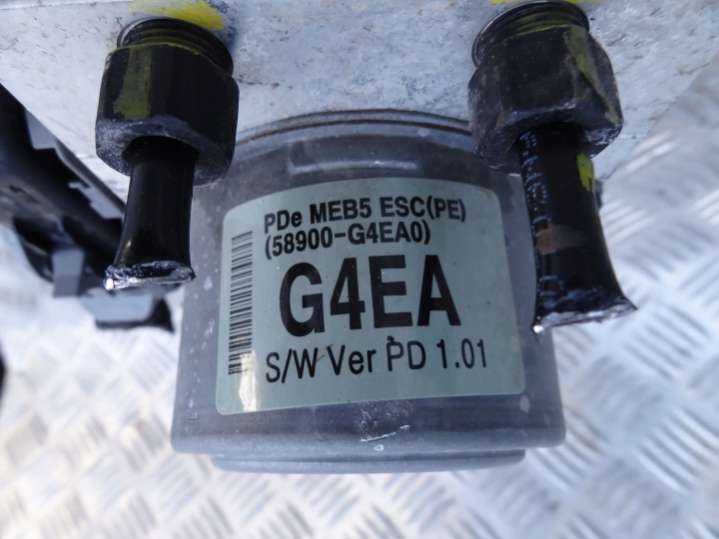 PDe MEB5 ESC(PE)
(58900-G4EA0)
G4EA
S/W Ver PD 1.01